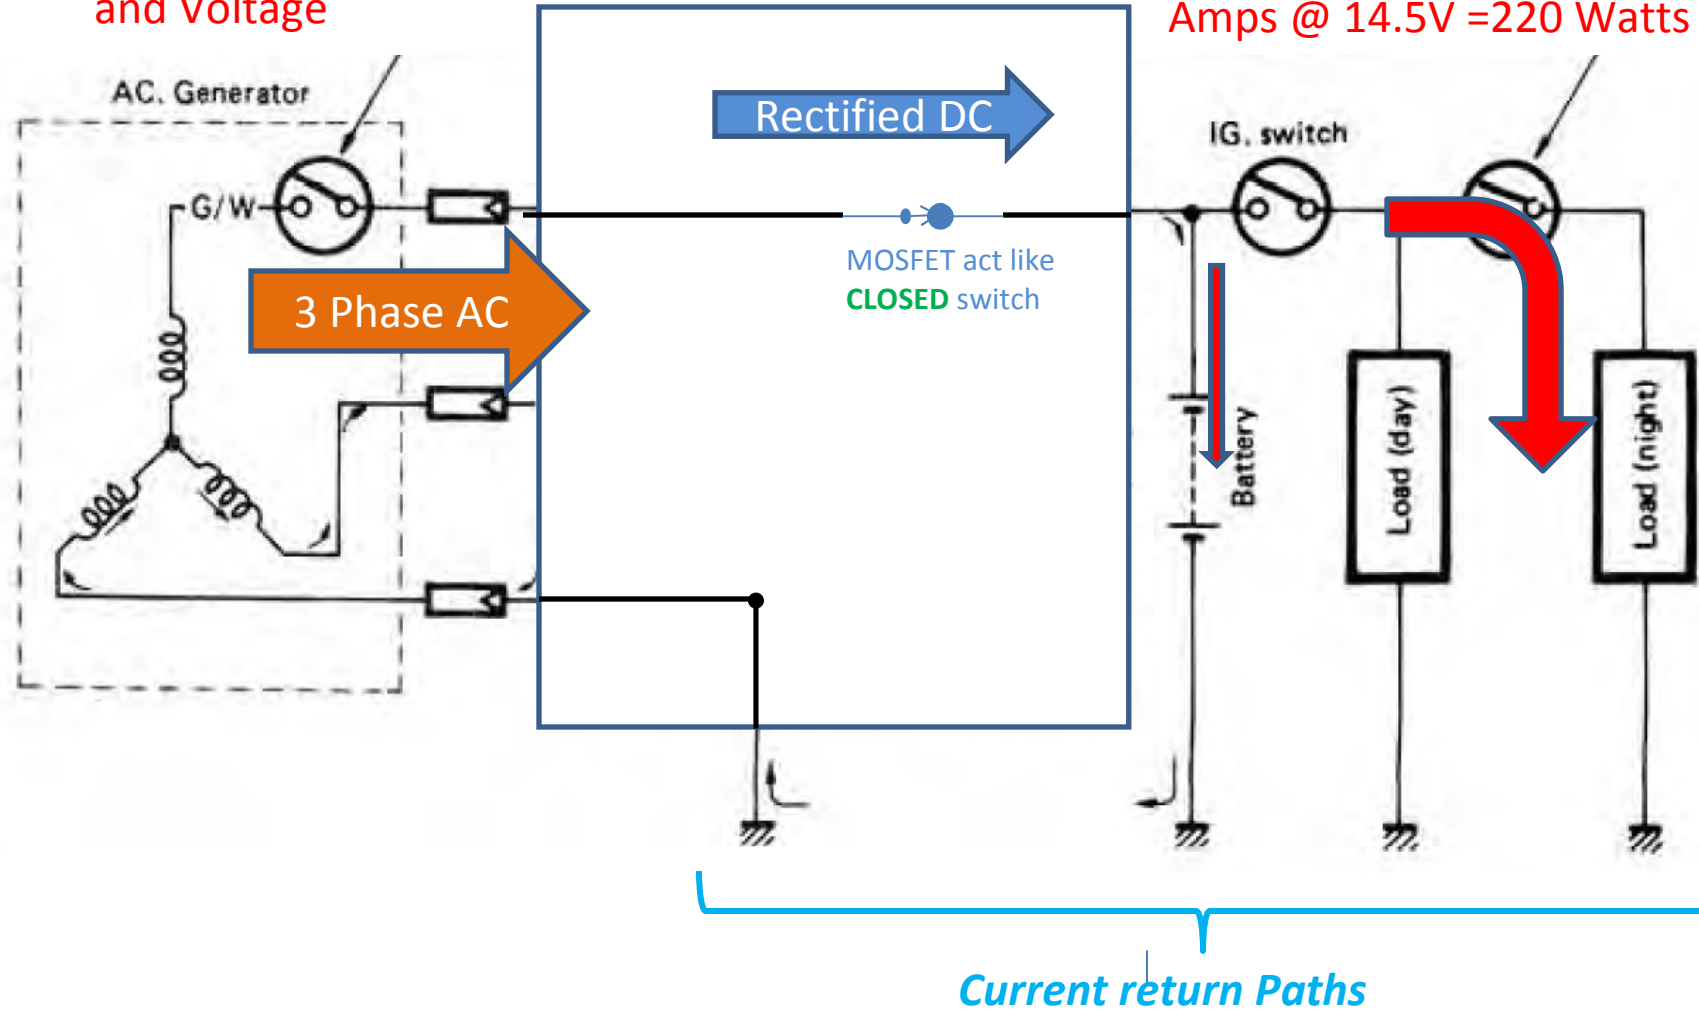 and Voltage
Amps @ 14.5V =220 Watts
AC. Generator
Rectified DC
IG. switch
G/W
MOSFET act like
CLOSED switch
3 Phase AC
Battery
Load (day)
Load (night)
Current return Paths